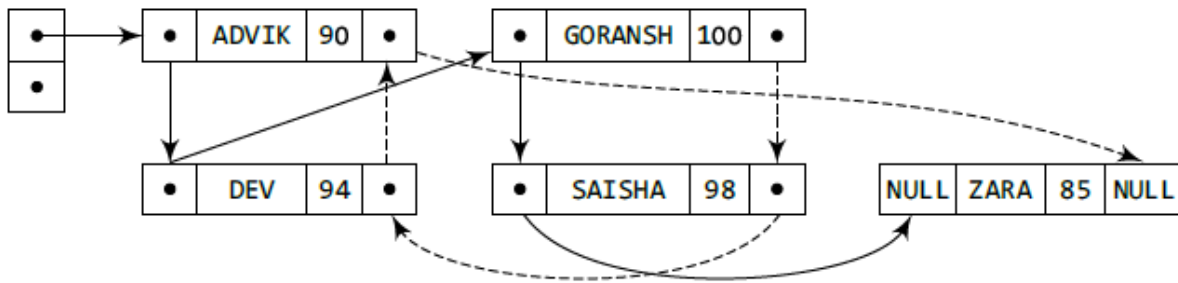 ADVIK 90 GORANSH 100
DEV 94 SAISHA 98 NULL ZARA 85 NULL